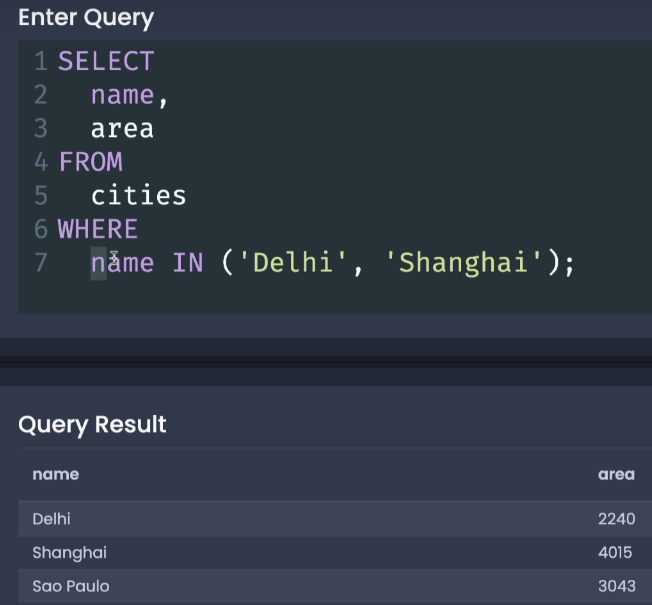 Enter Query
1 SELECT
2 name,
3 area
4 FROM
5 cities
6 WHERE
7 name IN ('Delhi', 'Shanghai');
Query Result
name area
Delhi 2240
Shanghai 4015
Sao Paulo 3043